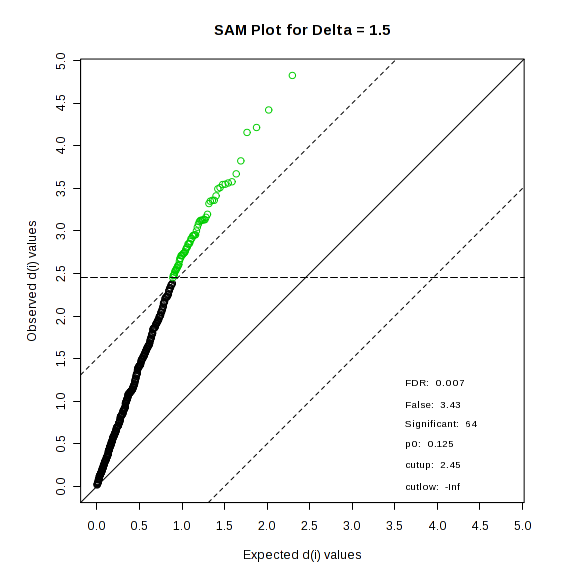 SAM Plot for Delta = 1.5
5.0
4.5
4.0
3.5
3.0
2.5
2.0
1.5
1.0
0.5
0.0
Observed d(i) values
FDR: 0.007
False: 3.43
Significant: 64
p0: 0.125
cutup: 2.45
cutlow: -Inf
0.0 0.5 1.0 1.5 2.0 2.5 3.0 3.5 4.0 4.5 5.0
Expected d(i) values